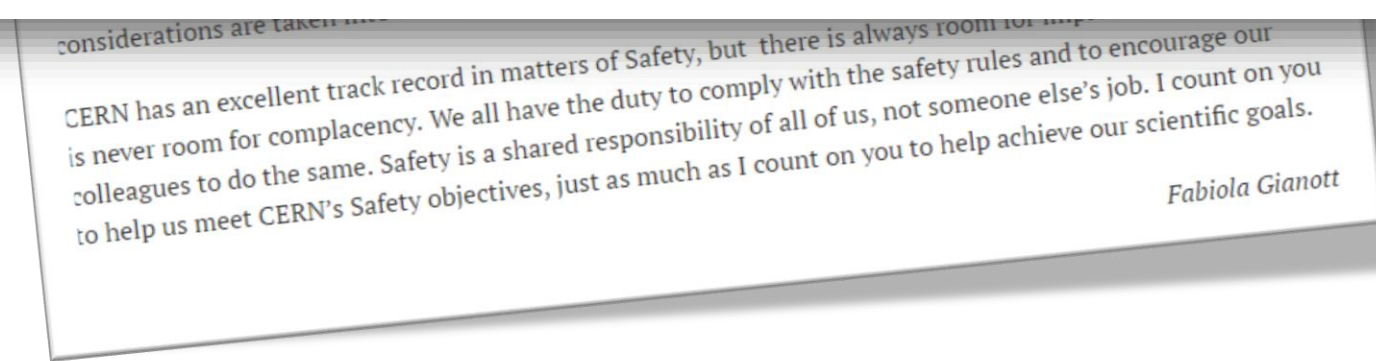 considerations are taken
CERN has an excellent track record in matters of Safety, but there is always room for
is never room for complacency. We all have the duty to comply with the safety rules and to encourage our
colleagues to do the same. Safety is a shared responsibility of all of us, not someone else's job. I count on you
to help us meet CERN's Safety objectives, just as much as I count on you to help achieve our scientific goals.
Fabiola Gianott